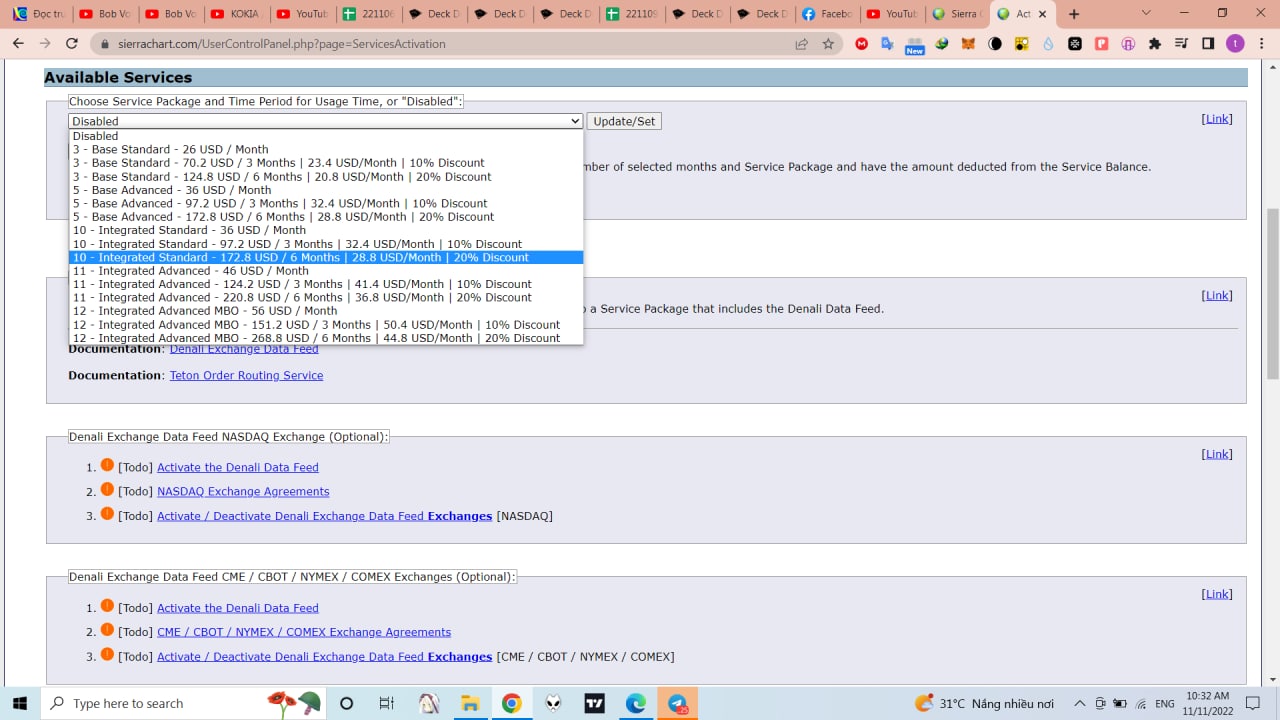 Đọc tru
Bob Vo
Bob Vo
KOKIA
YouTub
221106
Deck D
Deck D
Deck D
221109
Deck D
Deck D
Facebo
YouTub
Sierra C
Act
sierrachart.com/UserControlPanel.php?page=ServicesActivation
New
t
Available Services
Choose Service Package and Time Period for Usage Time, or "Disabled":
Disabled
Update/Set
[Link]
Disabled
3 - Base Standard - 26 USD / Month
3 - Base Standard - 70.2 USD / 3 Months | 23.4 USD/Month | 10% Discount
mber of selected months and Service Package and have the amount deducted from the Service Balance.
3 - Base Standard - 124.8 USD / 6 Months | 20.8 USD/Month | 20% Discount
5 - Base Advanced - 36 USD / Month
5 - Base Advanced - 97.2 USD / 3 Months | 32.4 USD/Month | 10% Discount
5 - Base Advanced - 172.8 USD / 6 Months | 28.8 USD/Month | 20% Discount
10 - Integrated Standard - 36 USD / Month
10 - Integrated Standard - 97.2 USD / 3 Months | 32.4 USD/Month | 10% Discount
10 - Integrated Standard - 172.8 USD / 6 Months | 28.8 USD/Month | 20% Discount
11 - Integrated Advanced - 46 USD / Month
11 - Integrated Advanced - 124.2 USD / 3 Months | 41.4 USD/Month | 10% Discount
11 - Integrated Advanced - 220.8 USD / 6 Months | 36.8 USD/Month | 20% Discount
[Link]
12 - Integrated Advanced MBO - 56 USD / Month
o a Service Package that includes the Denali Data Feed.
12 - Integrated Advanced MBO - 151.2 USD / 3 Months | 50.4 USD/Month | 10% Discount
12 - Integrated Advanced MBO - 268.8 USD / 6 Months | 44.8 USD/Month | 20% Discount
Documentation: Denali Exchange Data Feed
Documentation: Teton Order Routing Service
Denali Exchange Data Feed NASDAQ Exchange (Optional):
[Link]
1. [Todo] Activate the Denali Data Feed
2. [Todo] NASDAQ Exchange Agreements
3. [Todo] Activate / Deactivate Denali Exchange Data Feed Exchanges [NASDAQ]
Denali Exchange Data Feed CME / CBOT / NYMEX / COMEX Exchanges (Optional):
[Link]
1. [Todo] Activate the Denali Data Feed
2. [Todo] CME / CBOT / NYMEX / COMEX Exchange Agreements
3. [Todo] Activate / Deactivate Denali Exchange Data Feed Exchanges [CME / CBOT / NYMEX / COMEX]
Type here to search
31°C Nắng nhiều nơi
ENG
10:32 AM
11/11/2022